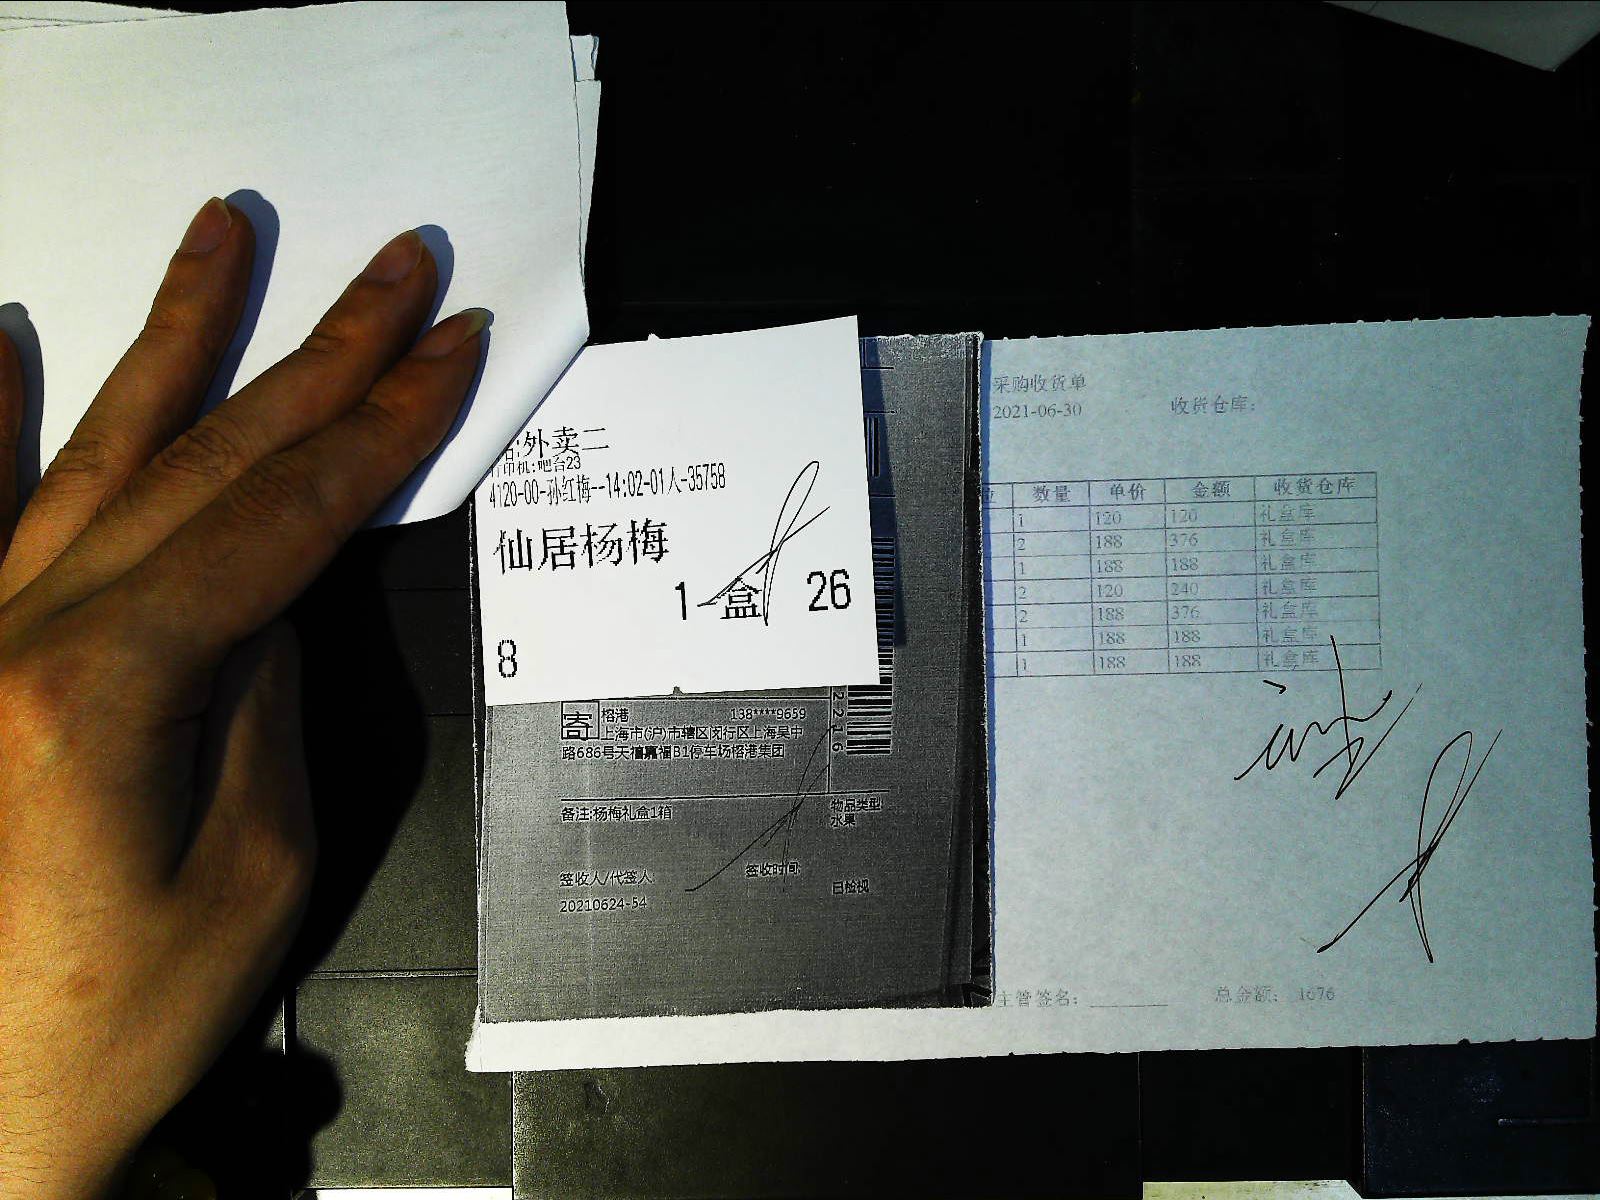 外卖二
印机:吧台23
4120-00-孙红梅--14:02-01人-35758
仙居杨梅
1 盒 26
8
寄 榕港 138****9659
上海市(沪)市辖区闵行区上海吴中
路686号天禧嘉福B1停车场榕港集团
备注:杨梅礼盒1箱
物品类型:
水果
签收人/代签人:
签收时间:
20210624-54
已检视
采购收货单
2021-06-30 收货仓库:
位 数量 单价 金额 收货仓库
1 120 120 礼盒库
2 188 376 礼盒库
1 188 188 礼盒库
2 120 240 礼盒库
2 188 376 礼盒库
1 188 188 礼盒库
1 188 188 礼盒库
主管签名: 总金额: 1676